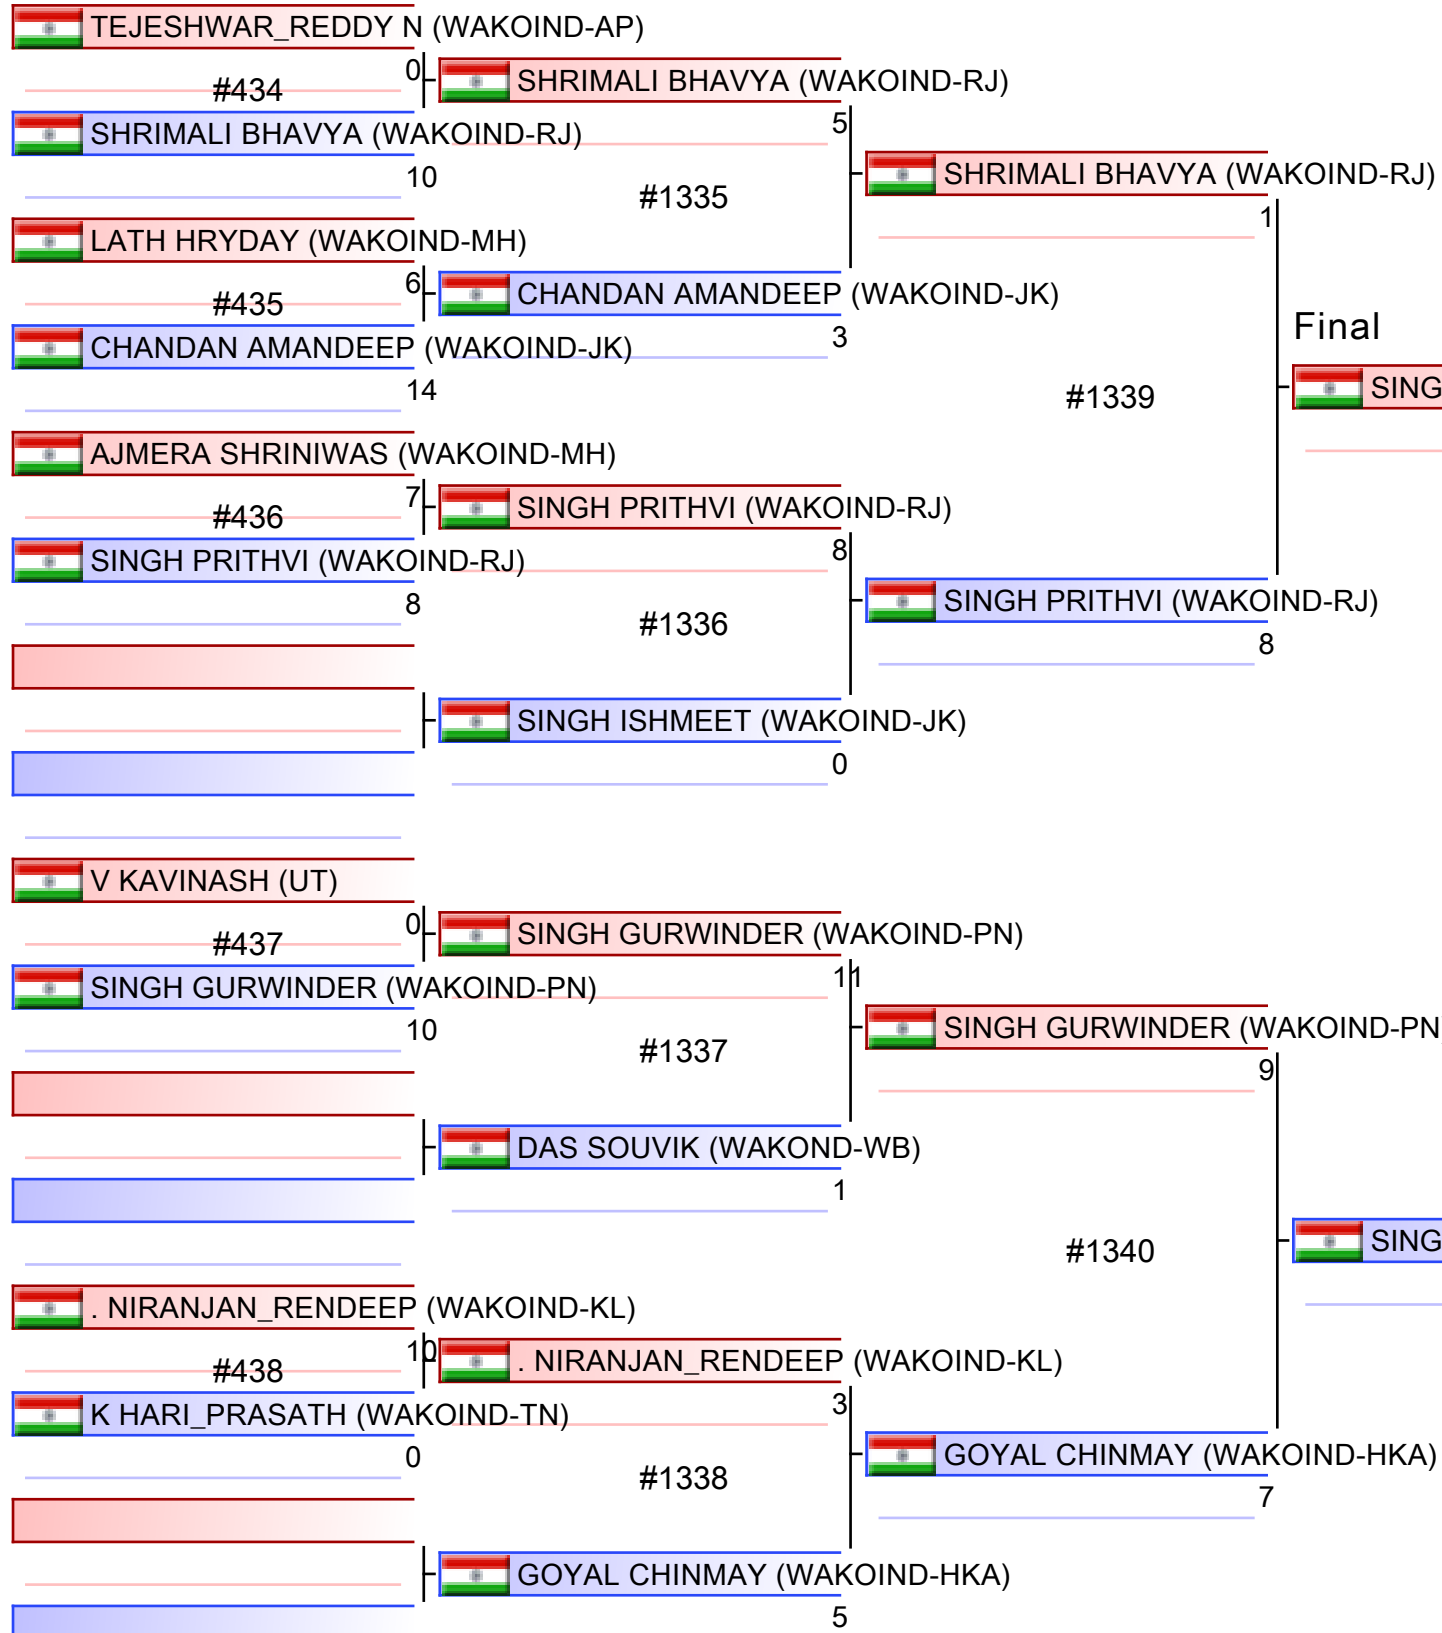 TEJESHWAR_REDDY N (WAKOIND-AP)
0
#434
SHRIMALI BHAVYA (WAKOIND-RJ)
10
LATH HRYDAY (WAKOIND-MH)
6
#435
CHANDAN AMANDEEP (WAKOIND-JK)
14
AJMERA SHRINIWAS (WAKOIND-MH)
7
#436
SINGH PRITHVI (WAKOIND-RJ)
8
V KAVINASH (UT)
0
#437
SINGH GURWINDER (WAKOIND-PN)
10
. NIRANJAN_RENDEEP (WAKOIND-KL)
10
#438
K HARI_PRASATH (WAKOIND-TN)
0
SHRIMALI BHAVYA (WAKOIND-RJ)
5
#1335
CHANDAN AMANDEEP (WAKOIND-JK)
3
SINGH PRITHVI (WAKOIND-RJ)
8
#1336
SINGH ISHMEET (WAKOIND-JK)
0
SINGH GURWINDER (WAKOIND-PN)
11
#1337
DAS SOUVIK (WAKOND-WB)
1
. NIRANJAN_RENDEEP (WAKOIND-KL)
3
#1338
GOYAL CHINMAY (WAKOIND-HKA)
5
SHRIMALI BHAVYA (WAKOIND-RJ)
1
#1339
SINGH PRITHVI (WAKOIND-RJ)
8
SINGH GURWINDER (WAKOIND-PN
9
#1340
GOYAL CHINMAY (WAKOIND-HKA)
7
Final
SING
SING